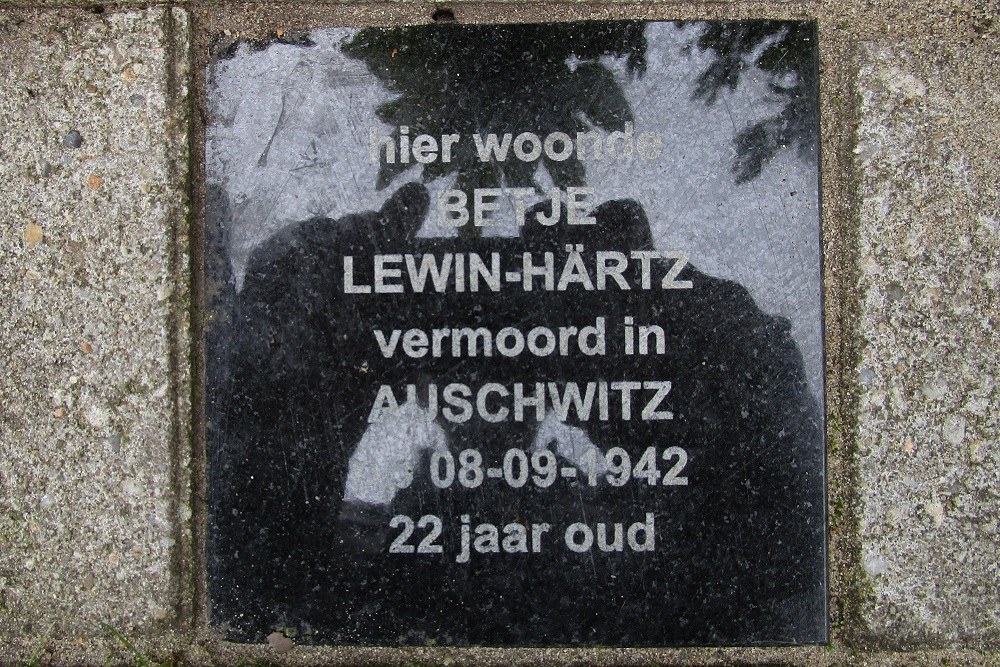 hier woonde
BETJE
LEWIN-HÄRTZ
vermoord in
AUSCHWITZ
08-09-1942
22 jaar oud